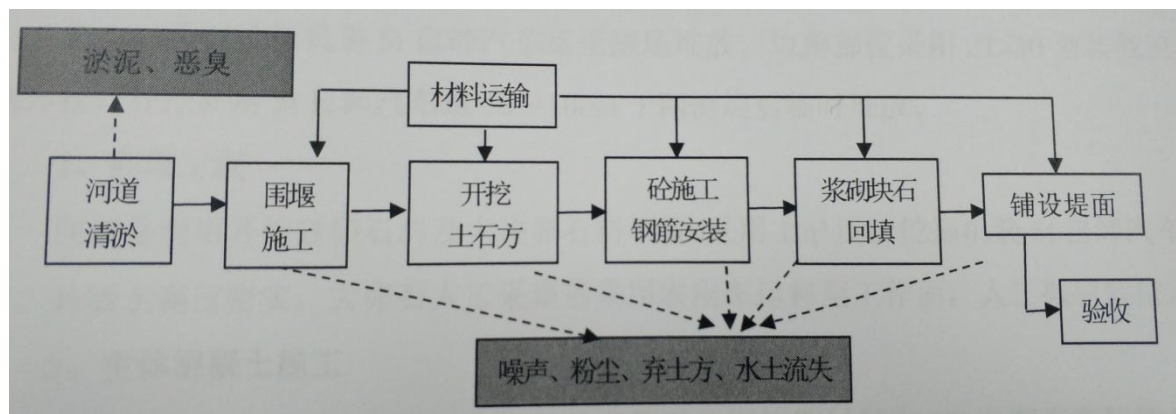 淤泥、恶臭
材料运输
河道
清淤
围堰
施工
开挖
土石方
砼施工
钢筋安装
浆砌块石
回填
铺设堤面
验收
噪声、粉尘、弃土方、水土流失